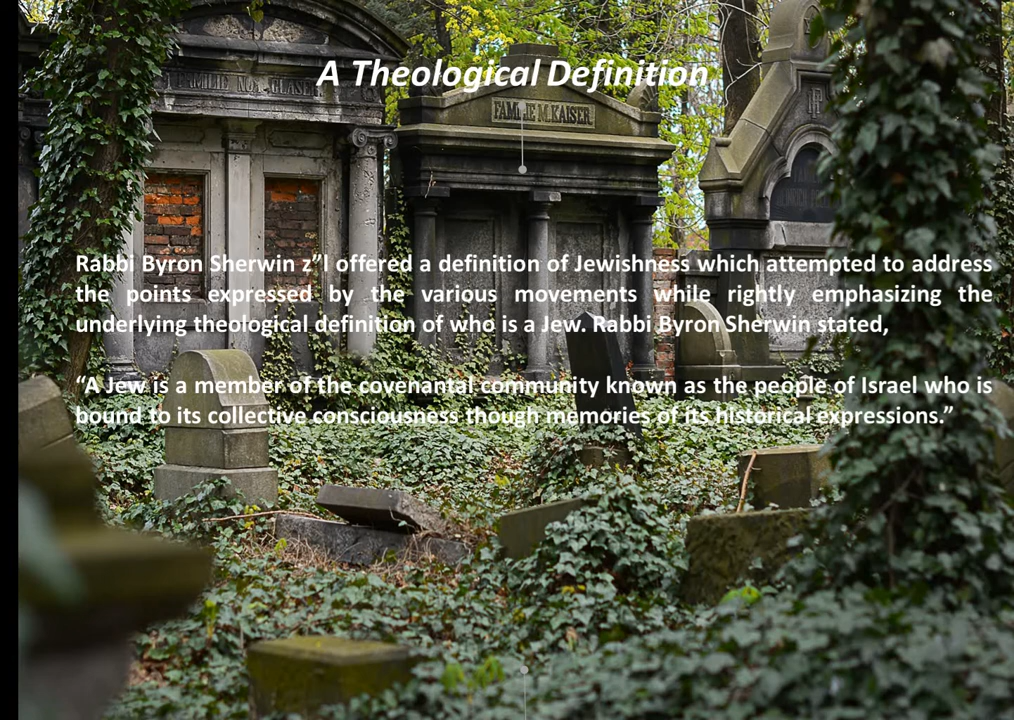 A Theological Definition
FAMILIE M. KAISER.
Rabbi Byron Sherwin z”l offered a definition of Jewishness which attempted to address
the points expressed by the various movements while rightly emphasizing the
underlying theological definition of who is a Jew. Rabbi Byron Sherwin stated,
“A Jew is a member of the covenantal community known as the people of Israel who is
bound to its collective consciousness though memories of its historical expressions.”